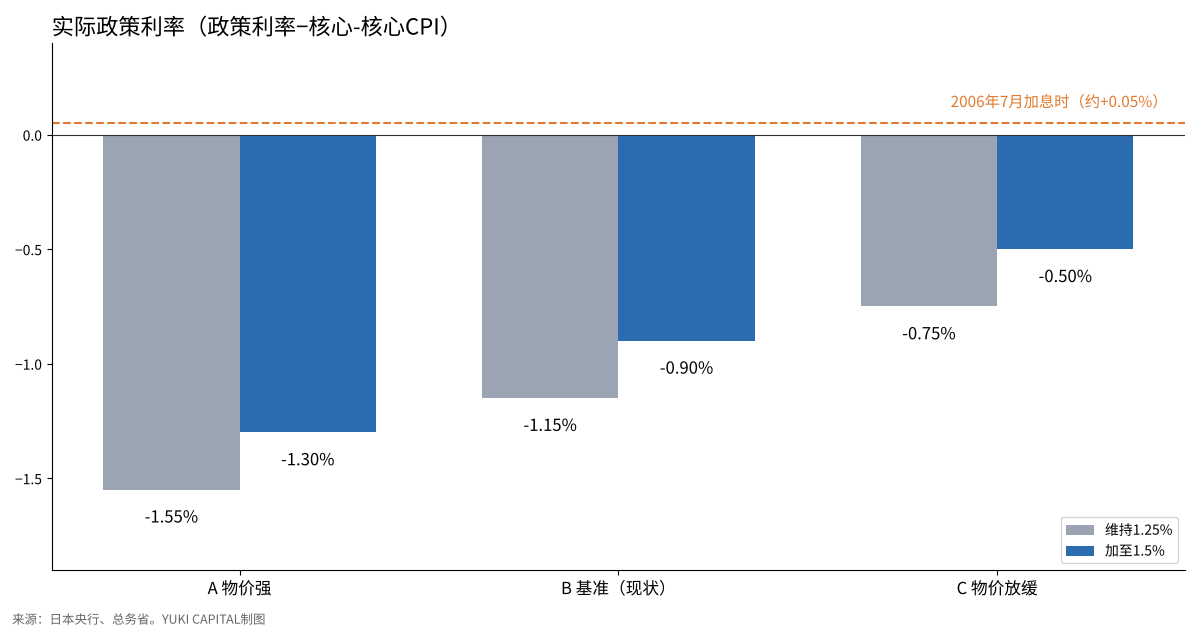 实际政策利率（政策利率−核心-核心CPI）
2006年7月加息时（约+0.05%）
0.0
−0.5
−1.0
−1.5
-1.55%
-1.30%
-1.15%
-0.90%
-0.75%
-0.50%
维持1.25%
加至1.5%
A 物价强
B 基准（现状）
C 物价放缓
来源：日本央行、总务省。YUKI CAPITAL制图